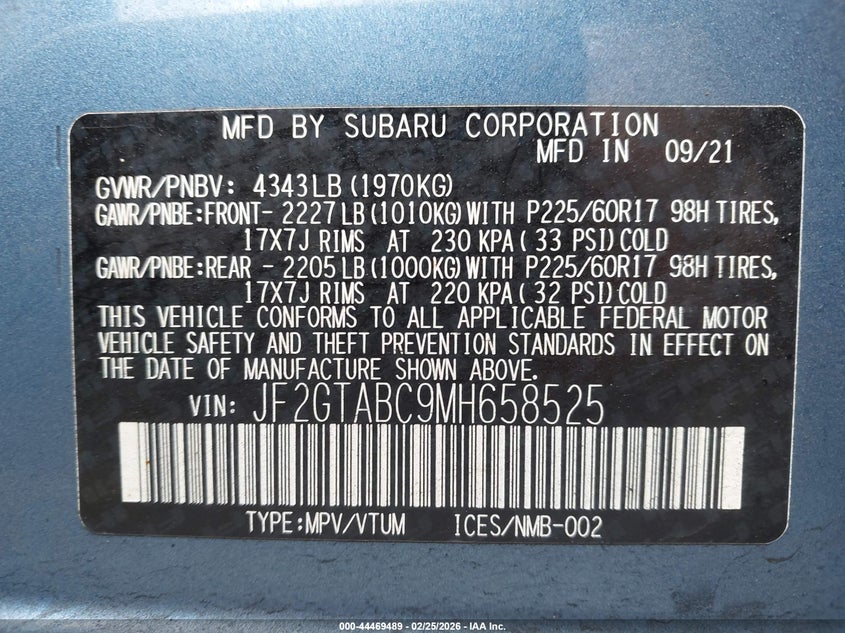 MFD BY SUBARU CORPORATION
MFD IN 09/21
GVWR/PNBV: 4343LB (1970KG)
GAWR/PNBE:FRONT- 2227LB (1010KG) WITH P225/60R17 98H TIRES,
17X7J RIMS AT 230 KPA ( 33 PSI) COLD
GAWR/PNBE:REAR - 2205LB (1000KG) WITH P225/60R17 98H TIRES,
17X7J RIMS AT 220 KPA ( 32 PSI) COLD
THIS VEHICLE CONFORMS TO ALL APPLICABLE FEDERAL MOTOR
VEHICLE SAFETY AND THEFT PREVENTION STANDARDS IN EFFECT ON
THE DATE OF MANUFACTURE SHOWN ABOVE.
VIN: JF2GTABC9MH658525
TYPE:MPV/VTUM ICES/NMB-002
000-44469489 - 02/25/2026 - IAA Inc.